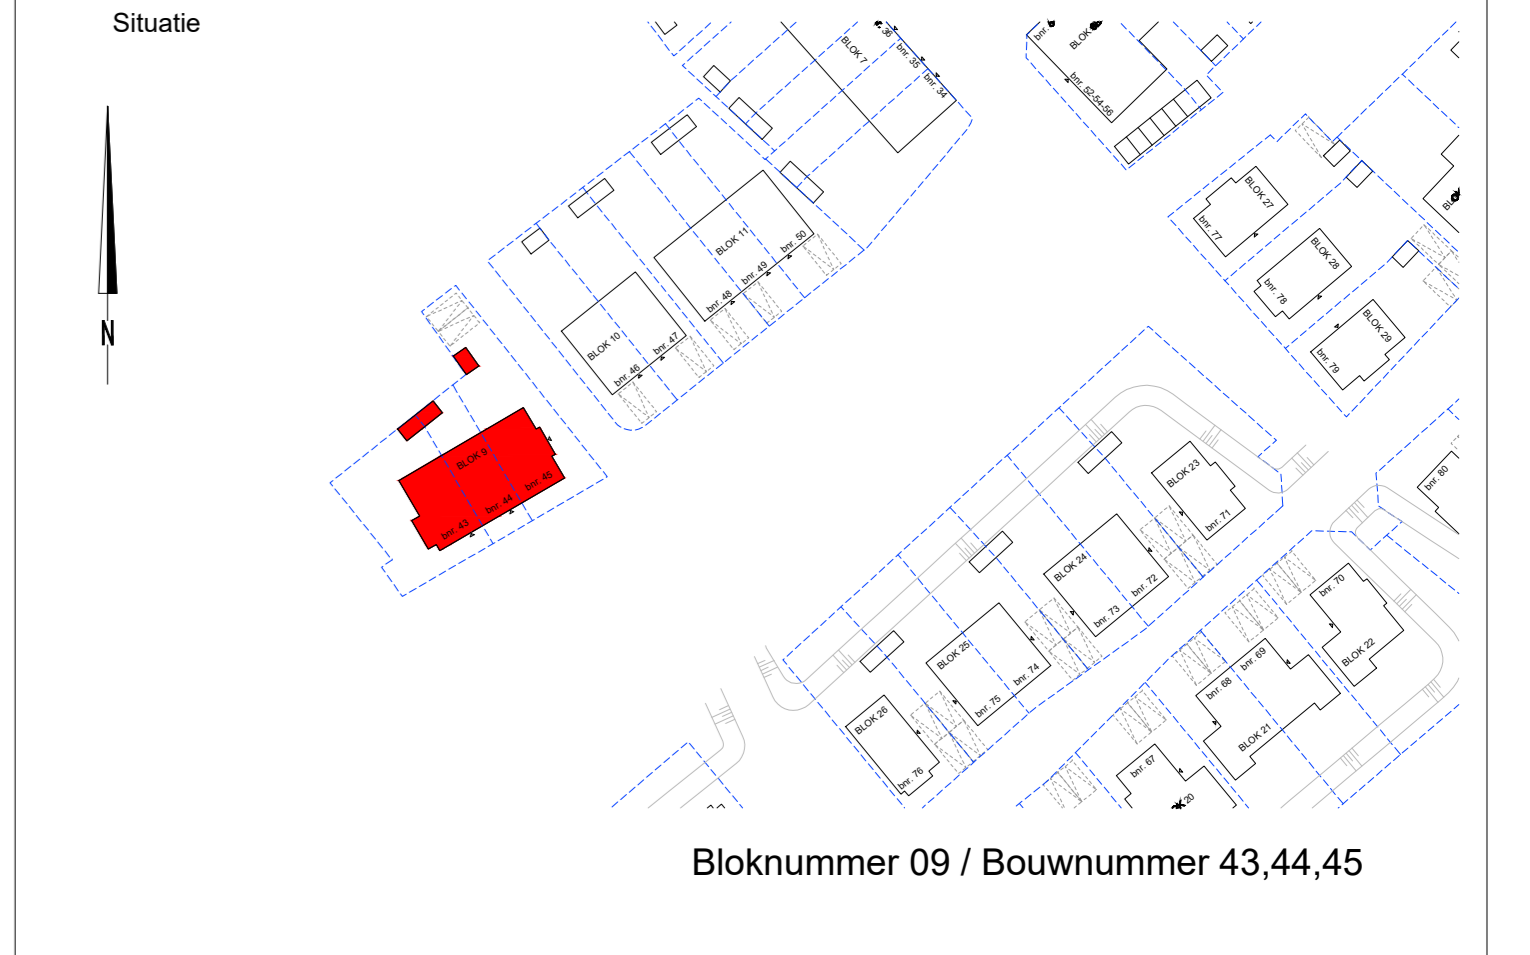 Situatie
N
BLOK 7
bnr. 35
bnr. 34
bnr.
BLOK
bnr. 52-54-56
BLOK 27
bnr. 77
BLOK 28
bnr. 78
BLOK 29
bnr. 79
BLOK 11
bnr. 50
bnr. 49
bnr. 48
BLOK 10
bnr. 47
bnr. 46
BLOK 9
bnr. 45
bnr. 44
bnr. 43
BLOK 23
bnr. 71
BLOK 24
bnr. 72
bnr. 73
BLOK 25
bnr. 74
bnr. 75
BLOK 26
bnr. 76
bnr. 80
bnr. 70
BLOK 22
bnr. 69
bnr. 68
BLOK 21
bnr. 67
20
Bloknummer 09 / Bouwnummer 43,44,45